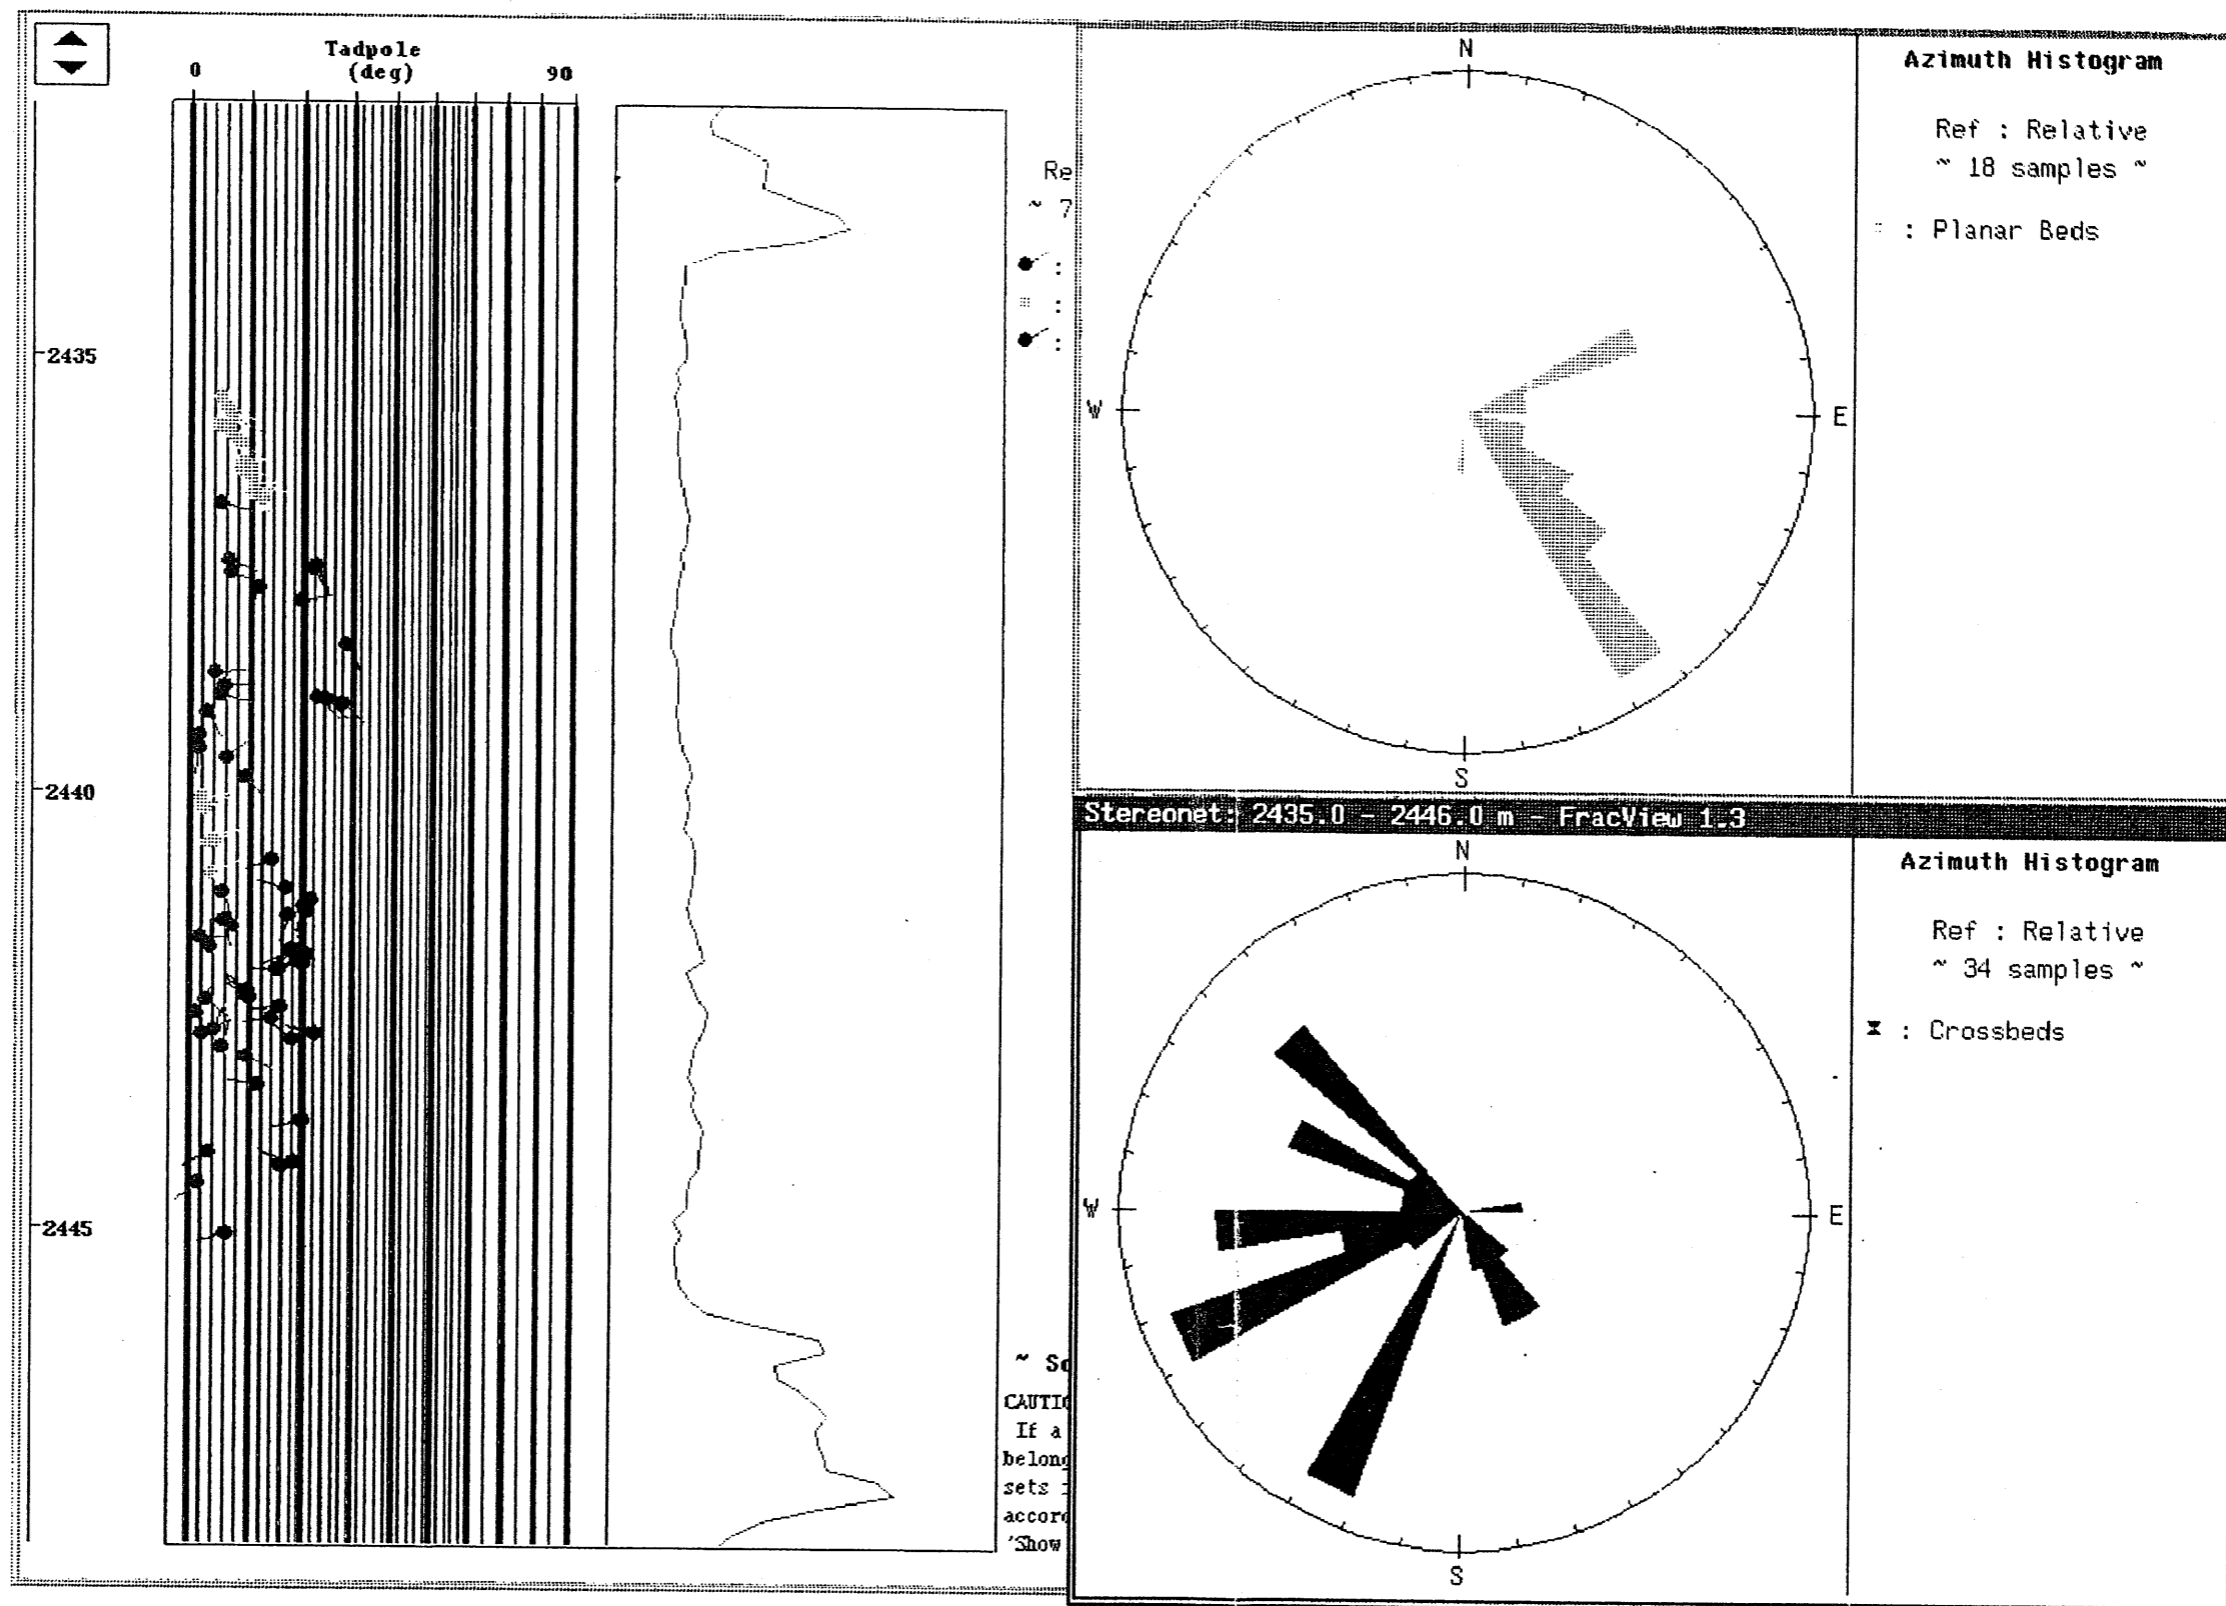 Tadpole
(deg)
0
90
2435
2440
2445
Re
~ 7
:
:
:
~ Sc
CAUTIO
If a
belong
sets
accord
'Show
N
W
E
S
Azimuth Histogram
Ref : Relative
~ 18 samples ~
: Planar Beds
Stereonet: 2435.0 - 2446.0 m - FracView 1.3
N
W
E
S
Azimuth Histogram
Ref : Relative
~ 34 samples ~
: Crossbeds